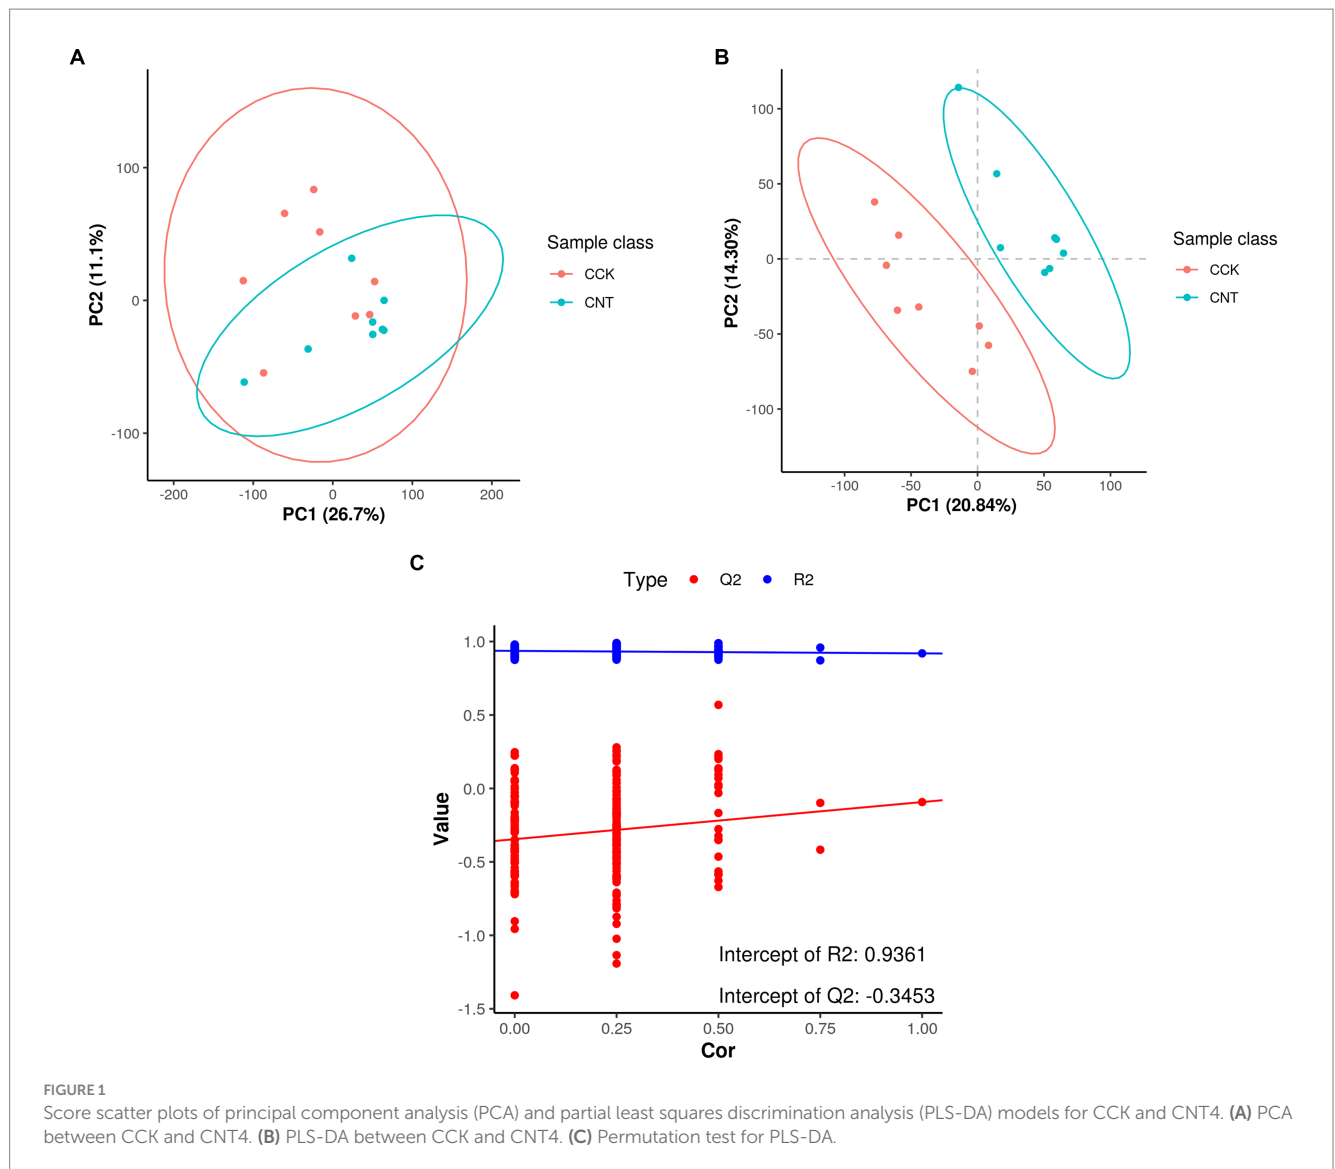 A
100
0
-100
PC2 (11.1%)
-200
-100
0
100
200
PC1 (26.7%)
Sample class
CCK
CNT
B
100
50
0
-50
-100
PC2 (14.30%)
-100
-50
0
50
100
PC1 (20.84%)
Sample class
CCK
CNT
C
Type Q2 R2
1.0
0.5
0.0
-0.5
-1.0
-1.5
Value
Intercept of R2: 0.9361
Intercept of Q2: -0.3453
0.00
0.25
0.50
0.75
1.00
Cor
FIGURE 1
Score scatter plots of principal component analysis (PCA) and partial least squares discrimination analysis (PLS-DA) models for CCK and CNT4. (A) PCA
between CCK and CNT4. (B) PLS-DA between CCK and CNT4. (C) Permutation test for PLS-DA.